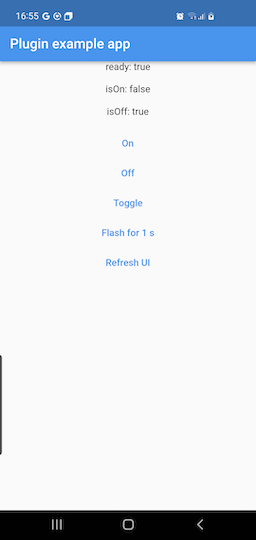 16:55 G
Plugin example app
ready: true
isOn: false
isOff: true
On
Off
Toggle
Flash for 1 s
Refresh UI